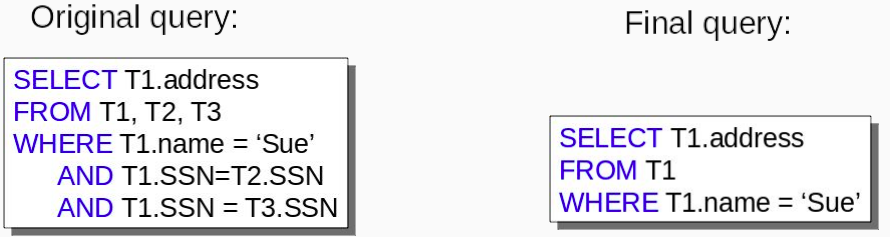 Original query:
SELECT T1.address
FROM T1, T2, T3
WHERE T1.name = ‘Sue’
AND T1.SSN=T2.SSN
AND T1.SSN = T3.SSN
Final query:
SELECT T1.address
FROM T1
WHERE T1.name = ‘Sue’